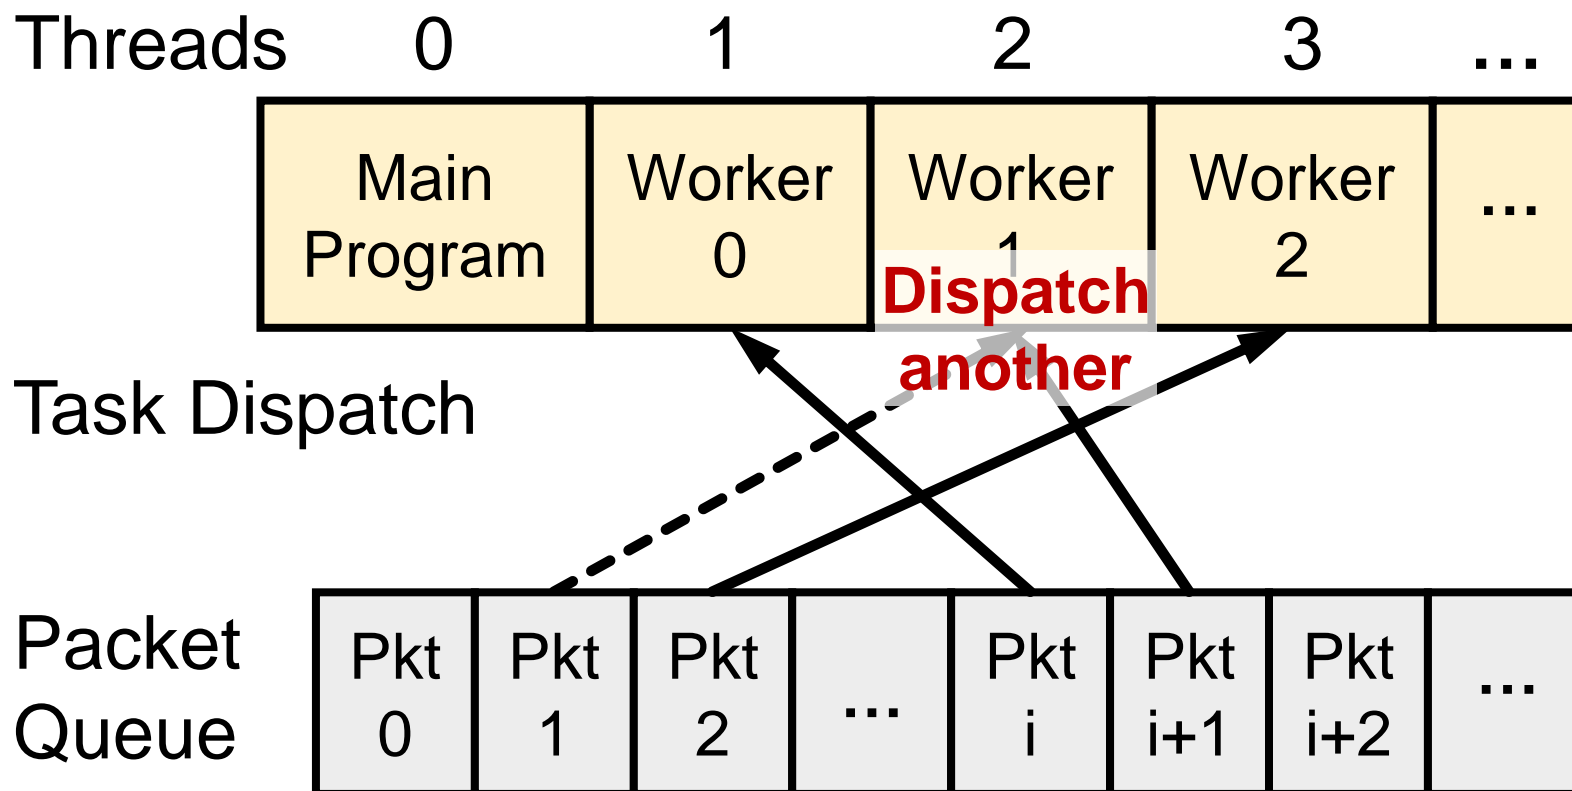 Threads 0 1 2 3 ...
Main Program
Worker 0
Worker 1
Worker 2
...
Dispatch
another
Task Dispatch
Packet
Queue
Pkt 0
Pkt 1
Pkt 2
...
Pkt i
Pkt i+1
Pkt i+2
...